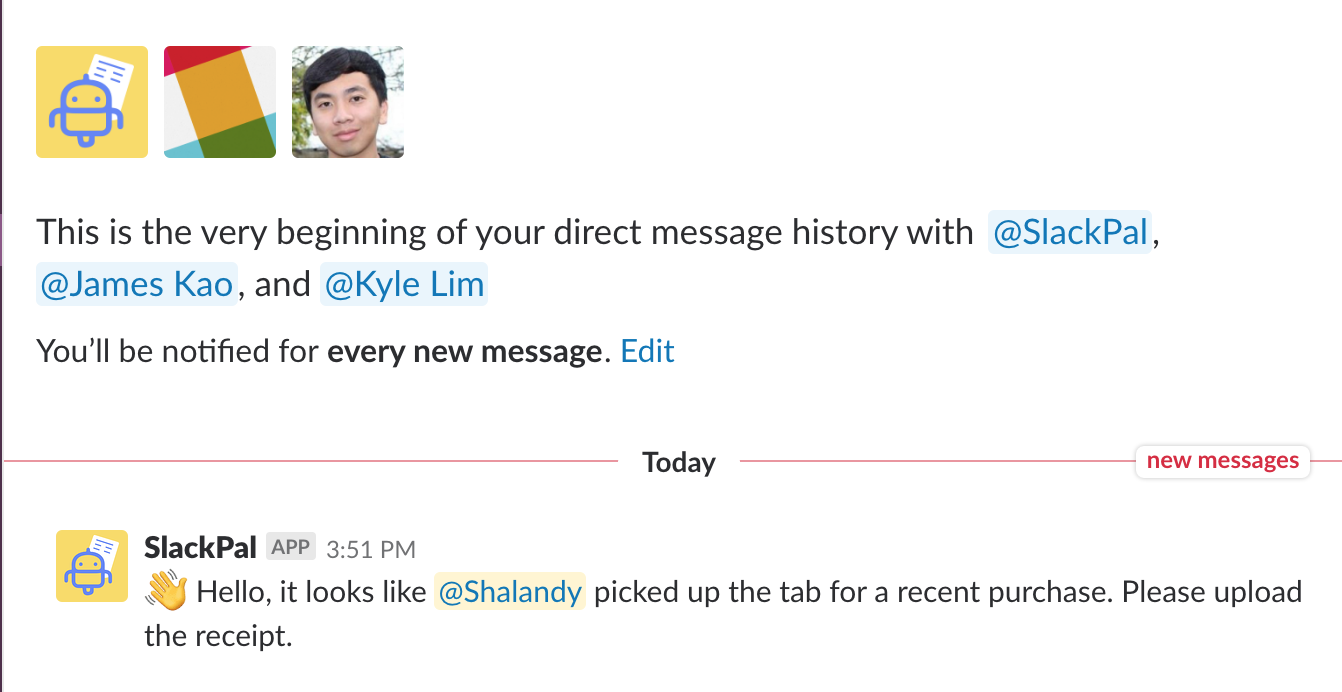 This is the very beginning of your direct message history with @SlackPal,
@James Kao, and @Kyle Lim
You’ll be notified for every new message. Edit
Today
new messages
SlackPal APP 3:51 PM
👋 Hello, it looks like @Shalandy picked up the tab for a recent purchase. Please upload
the receipt.